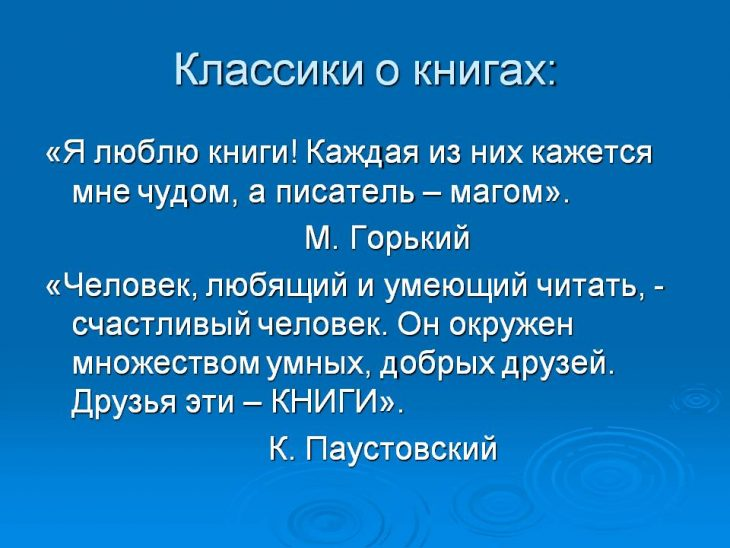 Классики о книгах:
«Я люблю книги! Каждая из них кажется
мне чудом, а писатель – магом».
М. Горький
«Человек, любящий и умеющий читать, -
счастливый человек. Он окружен
множеством умных, добрых друзей.
Друзья эти – КНИГИ».
К. Паустовский